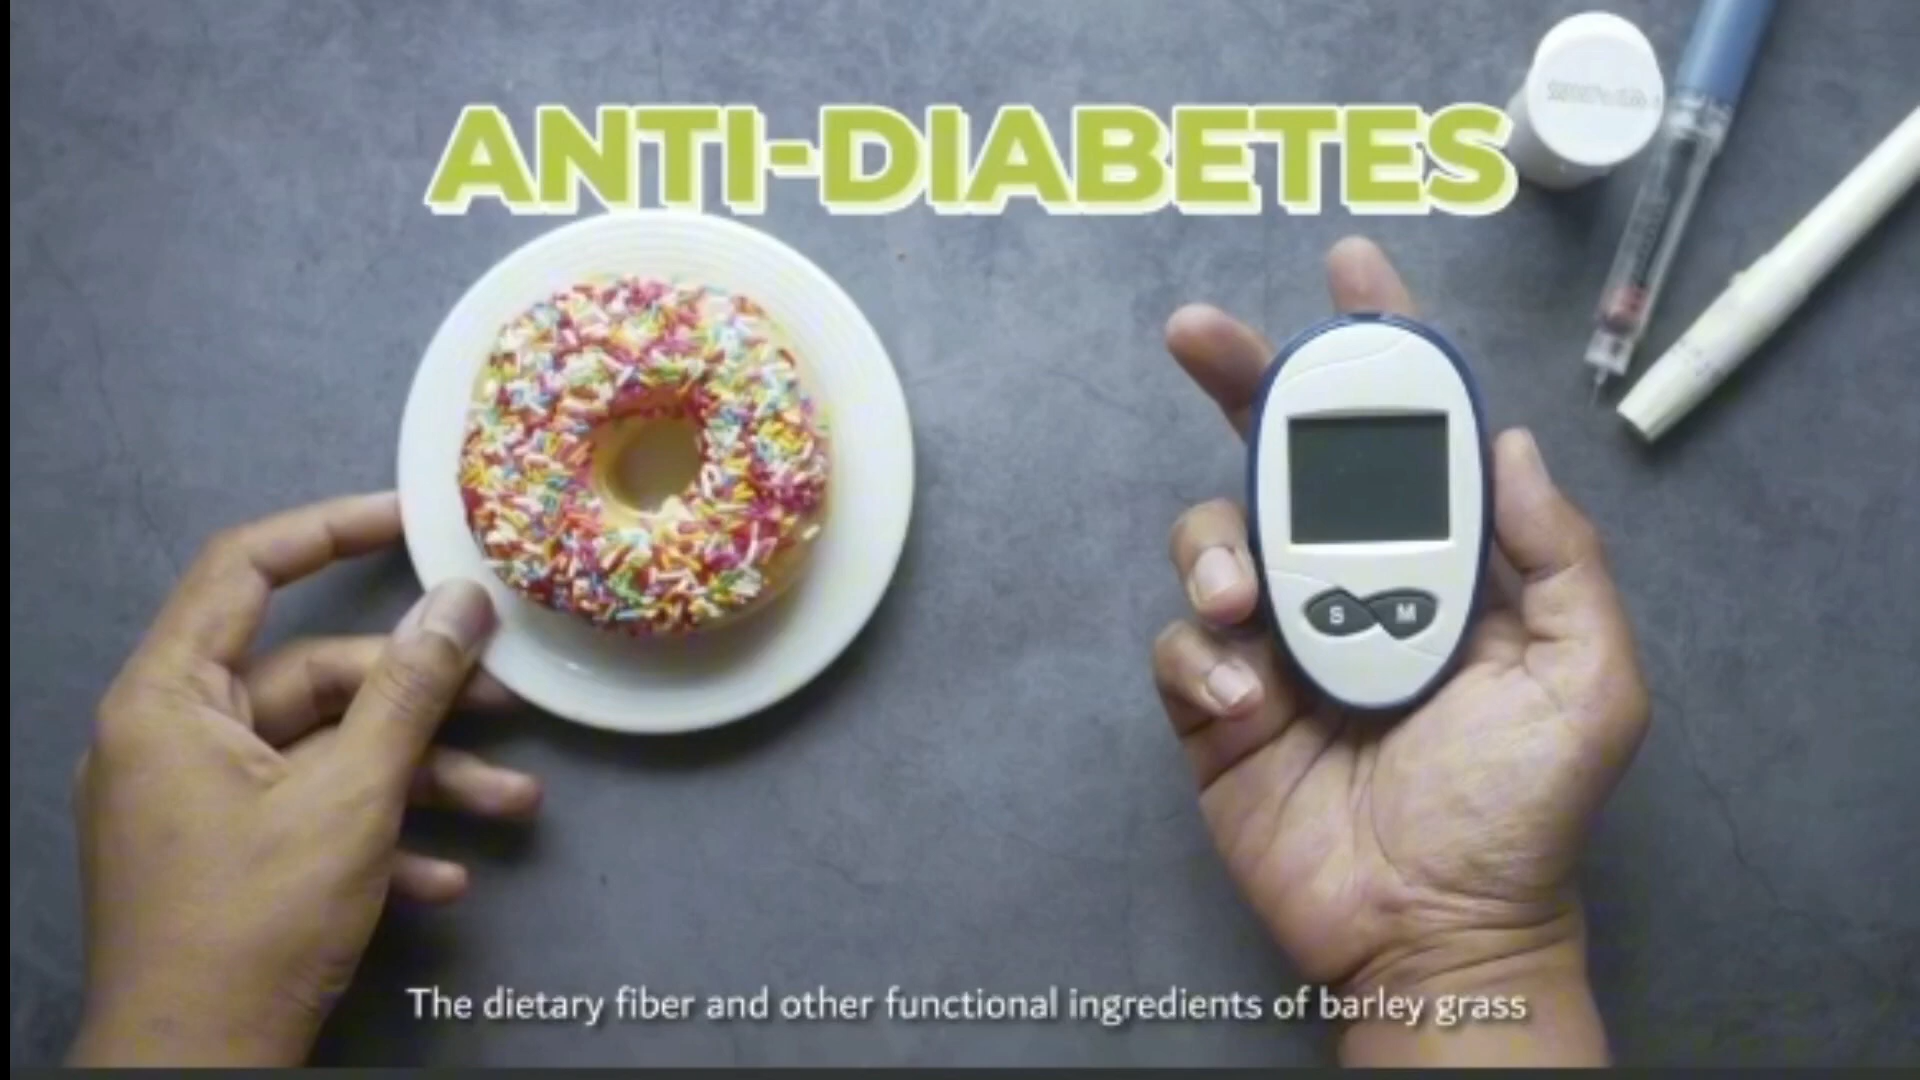 ANTI-DIABETES
S M
The dietary fiber and other functional ingredients of barley grass